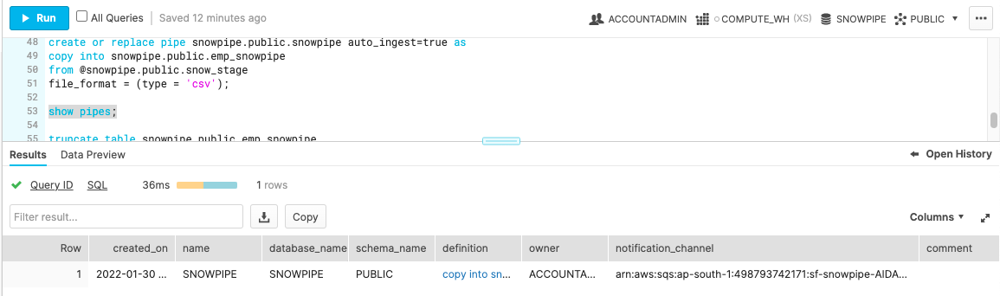 Run All Queries Saved 12 minutes ago ACCOUNTADMIN COMPUTE_WH (XS) SNOWPIPE PUBLIC
48 create or replace pipe snowpipe.public.snowpipe auto_ingest=true as
49 copy into snowpipe.public.emp_snowpipe
50 from @snowpipe.public.snow_stage
51 file_format = (type = 'csv');
52
53 show pipes;
54
55 truncate table snowpipe.public.emp_snowpipe
Results Data Preview Open History
Query ID SQL 36ms 1 rows
Filter result... Copy Columns
Row created_on name database_name schema_name definition owner notification_channel comment
1 2022-01-30 ... SNOWPIPE SNOWPIPE PUBLIC copy into sn... ACCOUNTA... arn:aws:sqs:ap-south-1:498793742171:sf-snowpipe-AIDA...